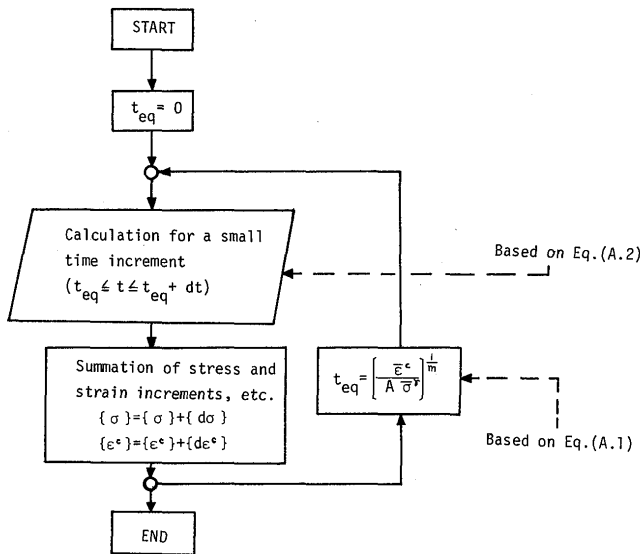 START
t_eq = 0
Calculation for a small
time increment
(t_eq ≦ t ≦ t_eq + dt)
Based on Eq.(A.2)
Summation of stress and
strain increments, etc.
{σ}={σ}+{dσ}
{ε^c}={ε^c}+{dε^c}
t_eq = [ε̄^c / A σ̄^γ]^(1/m)
Based on Eq.(A.1)
END